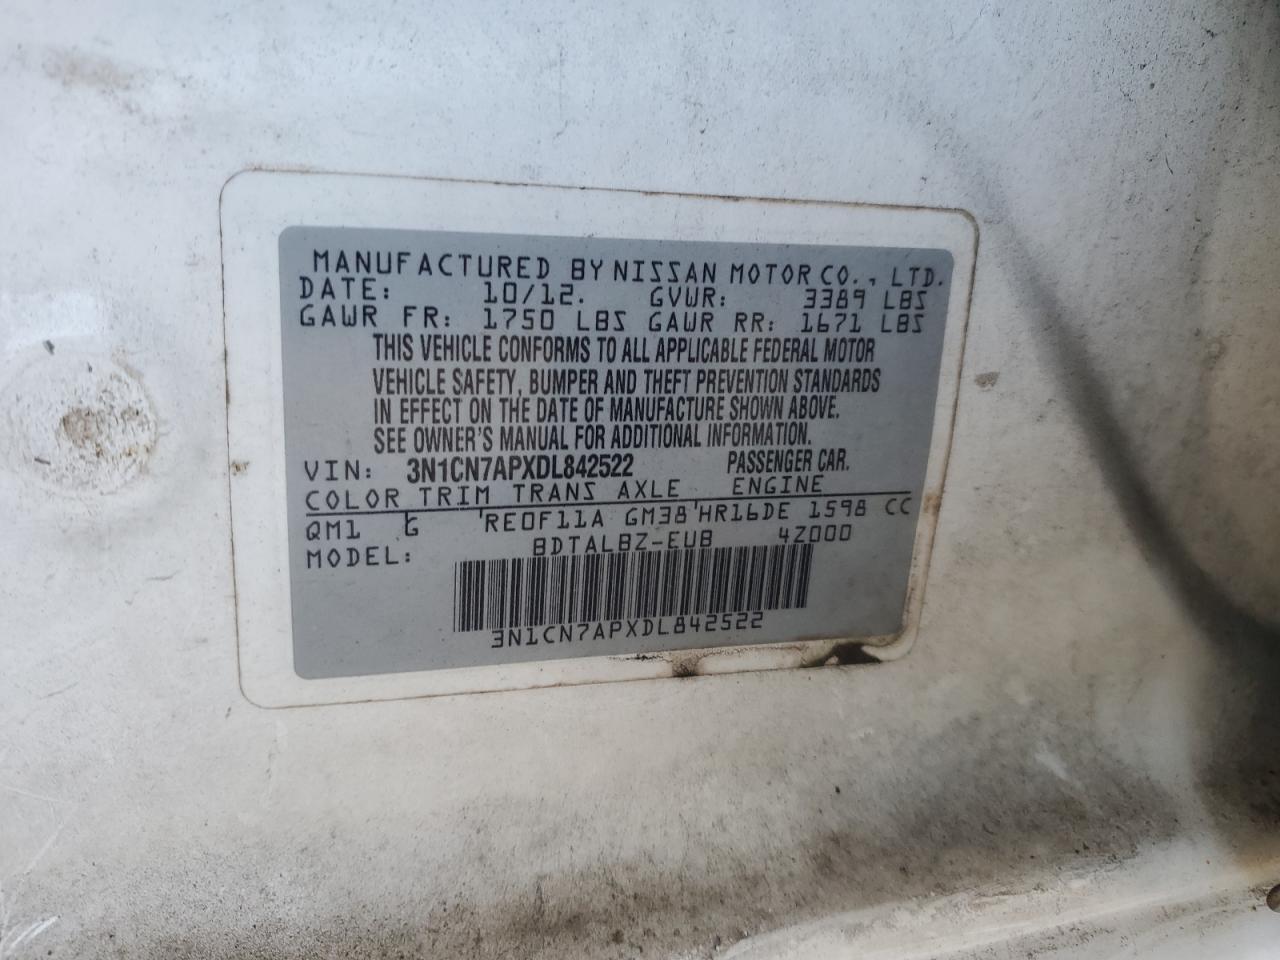 MANUFACTURED BY NISSAN MOTOR CO., LTD.
DATE: 10/12. GVWR: 3389 LBS
GAWR FR: 1750 LBS GAWR RR: 1671 LBS
THIS VEHICLE CONFORMS TO ALL APPLICABLE FEDERAL MOTOR
VEHICLE SAFETY, BUMPER AND THEFT PREVENTION STANDARDS
IN EFFECT ON THE DATE OF MANUFACTURE SHOWN ABOVE.
SEE OWNER'S MANUAL FOR ADDITIONAL INFORMATION.
VIN: 3N1CN7APXDL842522 PASSENGER CAR.
COLOR TRIM TRANS AXLE ENGINE
QM1 G RE0F11A GM38 HR16DE 1598 CC
MODEL: BDTALBZ-EUB 4Z000
3N1CN7APXDL842522